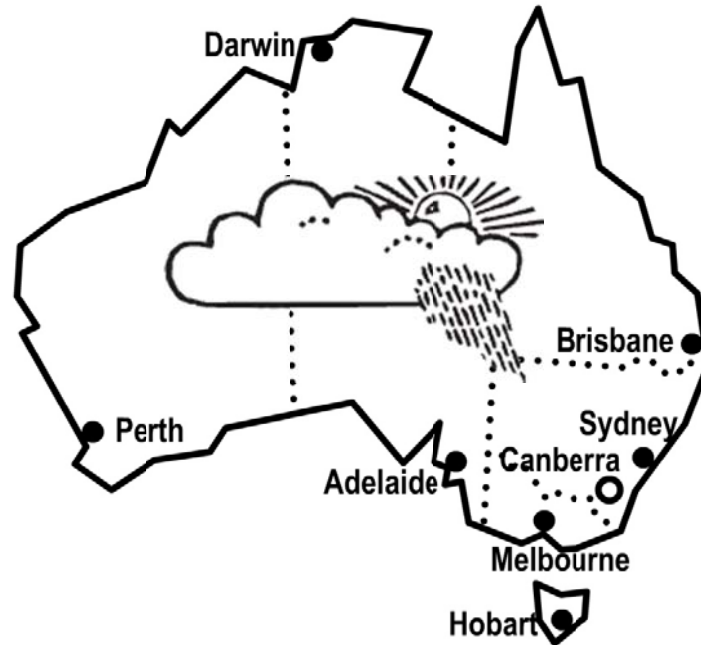 Darwin
Brisbane
Perth
Sydney
Canberra
Adelaide
Melbourne
Hobart